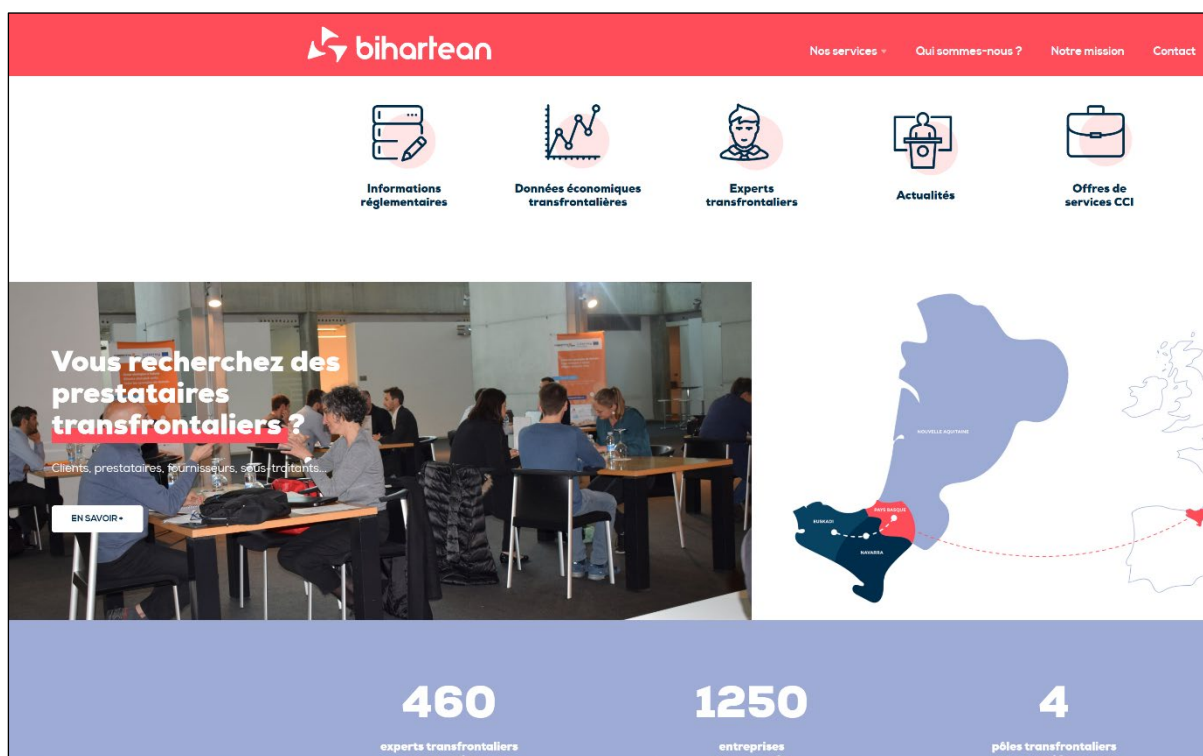 bihartean
Nos services
Qui sommes-nous ?
Notre mission
Contact
Informations
réglementaires
Données économiques
transfrontalières
Experts
transfrontaliers
Actualités
Offres de
services CCI
Vous recherchez des
prestataires
transfrontaliers ?
Clients, prestataires, fournisseurs, sous-traitants...
EN SAVOIR +
NOUVELLE AQUITAINE
PAYS BASQUE
EUSKADI
NAVARRA
460
experts transfrontaliers
1250
entreprises
4
pôles transfrontaliers